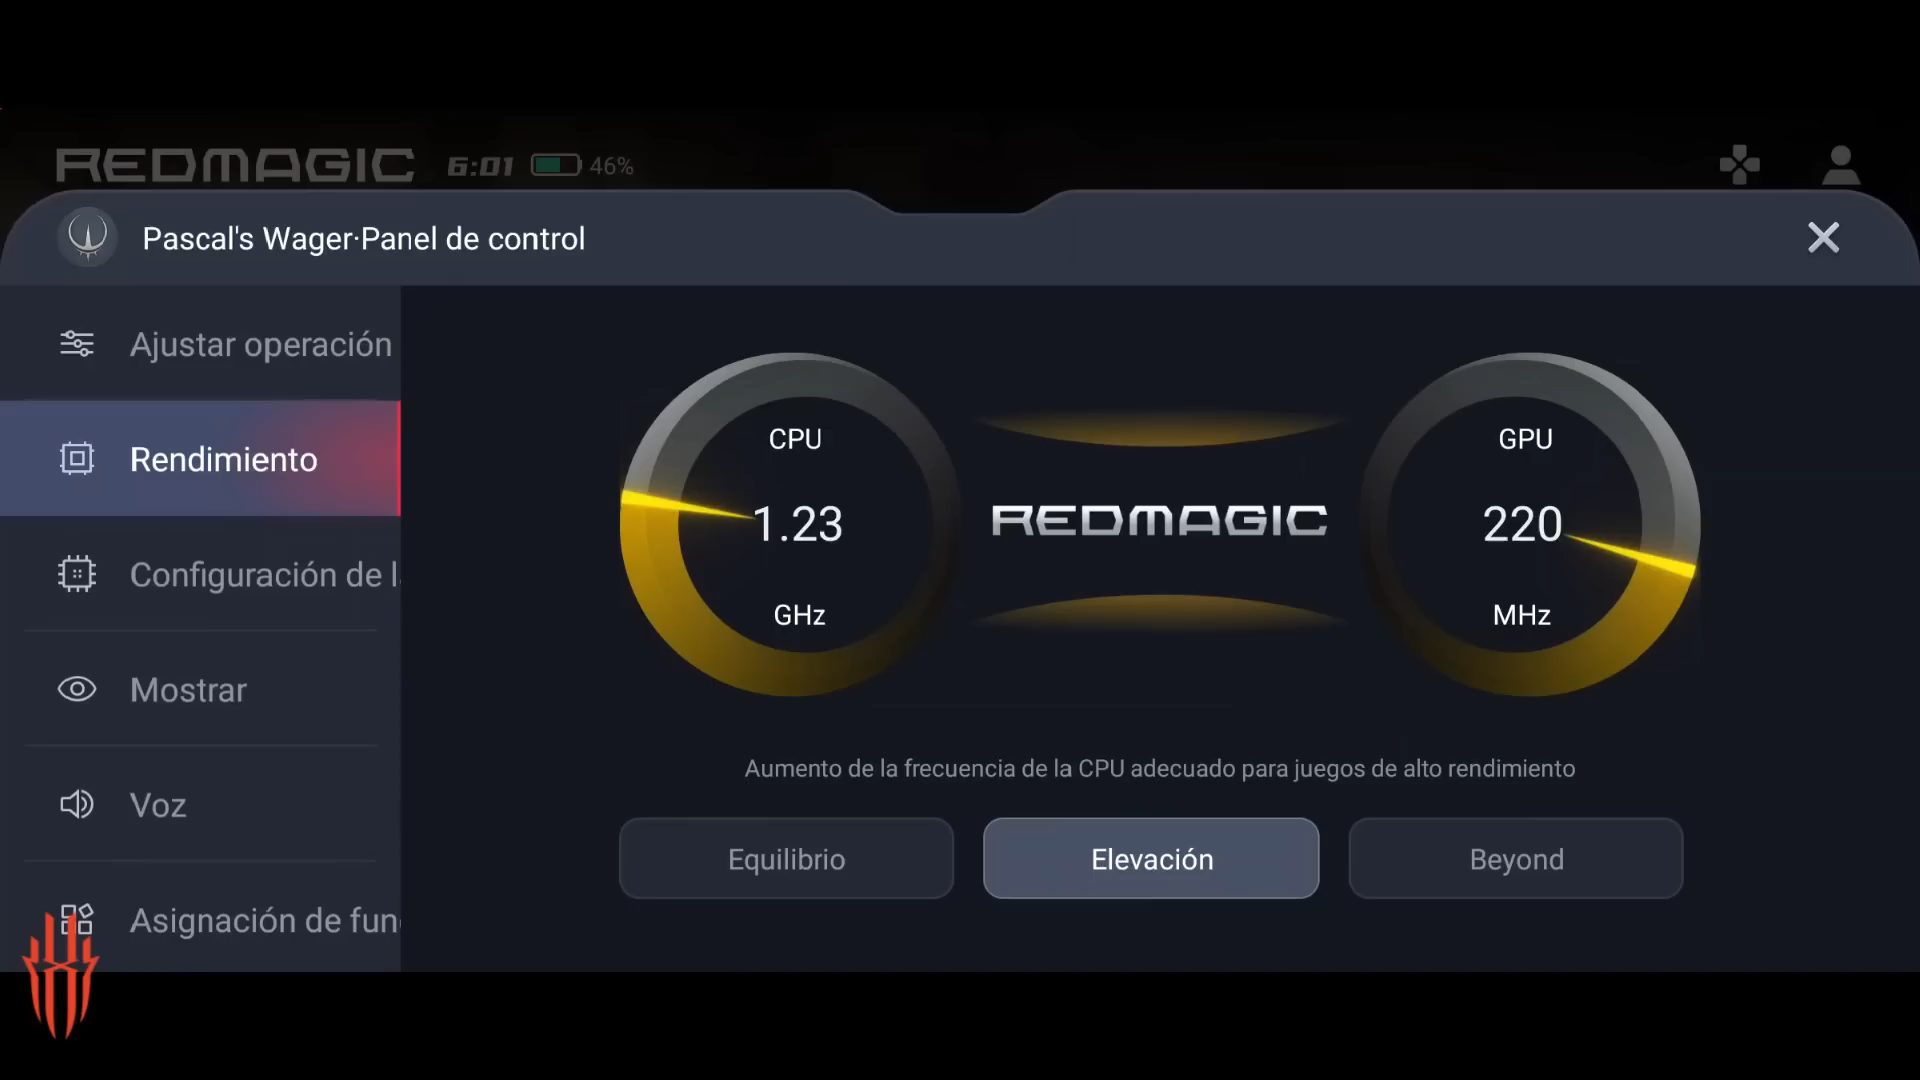 REDMAGIC 6:01 46%
Pascal's Wager·Panel de control
Ajustar operación
Rendimiento
Configuración de l
Mostrar
Voz
Asignación de fun
CPU
1.23
GHz
REDMAGIC
GPU
220
MHz
Aumento de la frecuencia de la CPU adecuado para juegos de alto rendimiento
Equilibrio
Elevación
Beyond